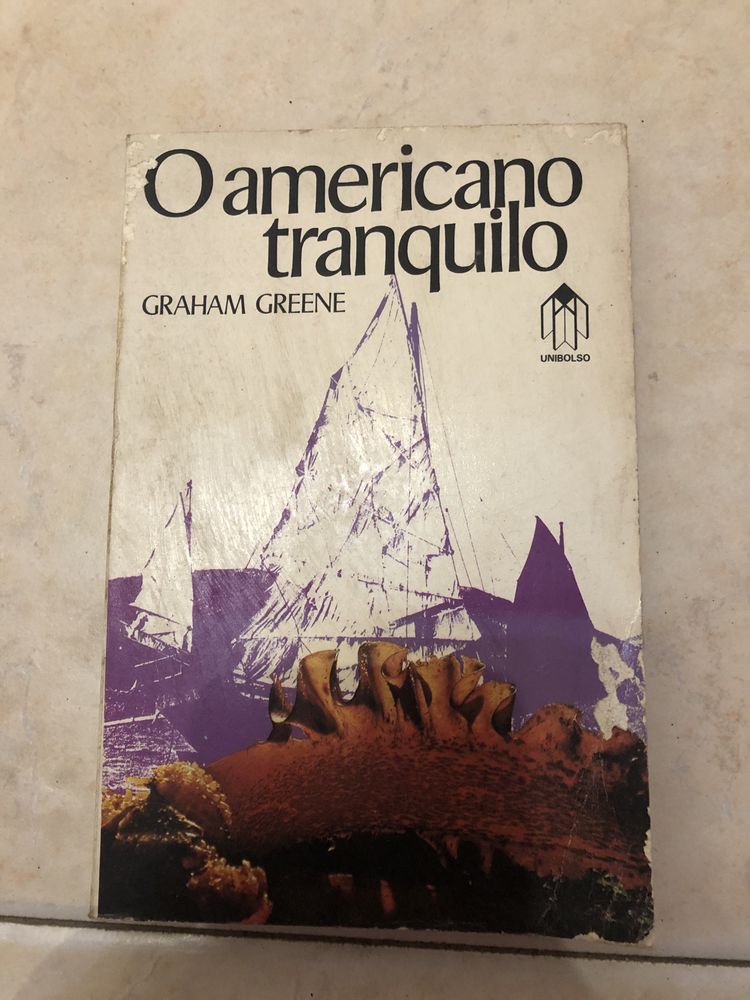 O americano
tranquilo
GRAHAM GREENE
UNIBOLSO